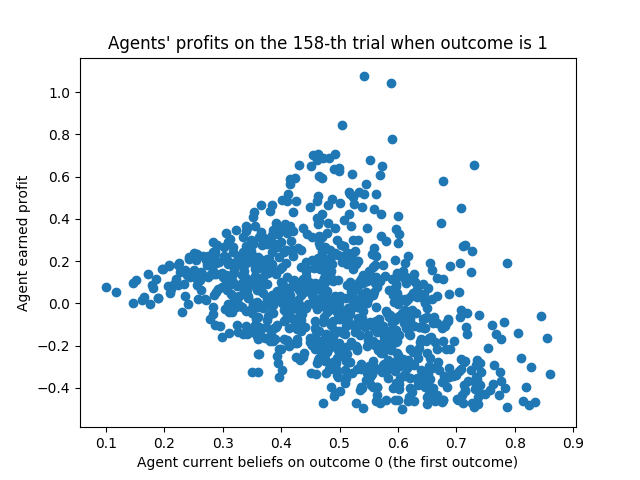 Agents' profits on the 158-th trial when outcome is 1
Agent earned profit
1.0
0.8
0.6
0.4
0.2
0.0
−0.2
−0.4
0.1 0.2 0.3 0.4 0.5 0.6 0.7 0.8 0.9
Agent current beliefs on outcome 0 (the first outcome)